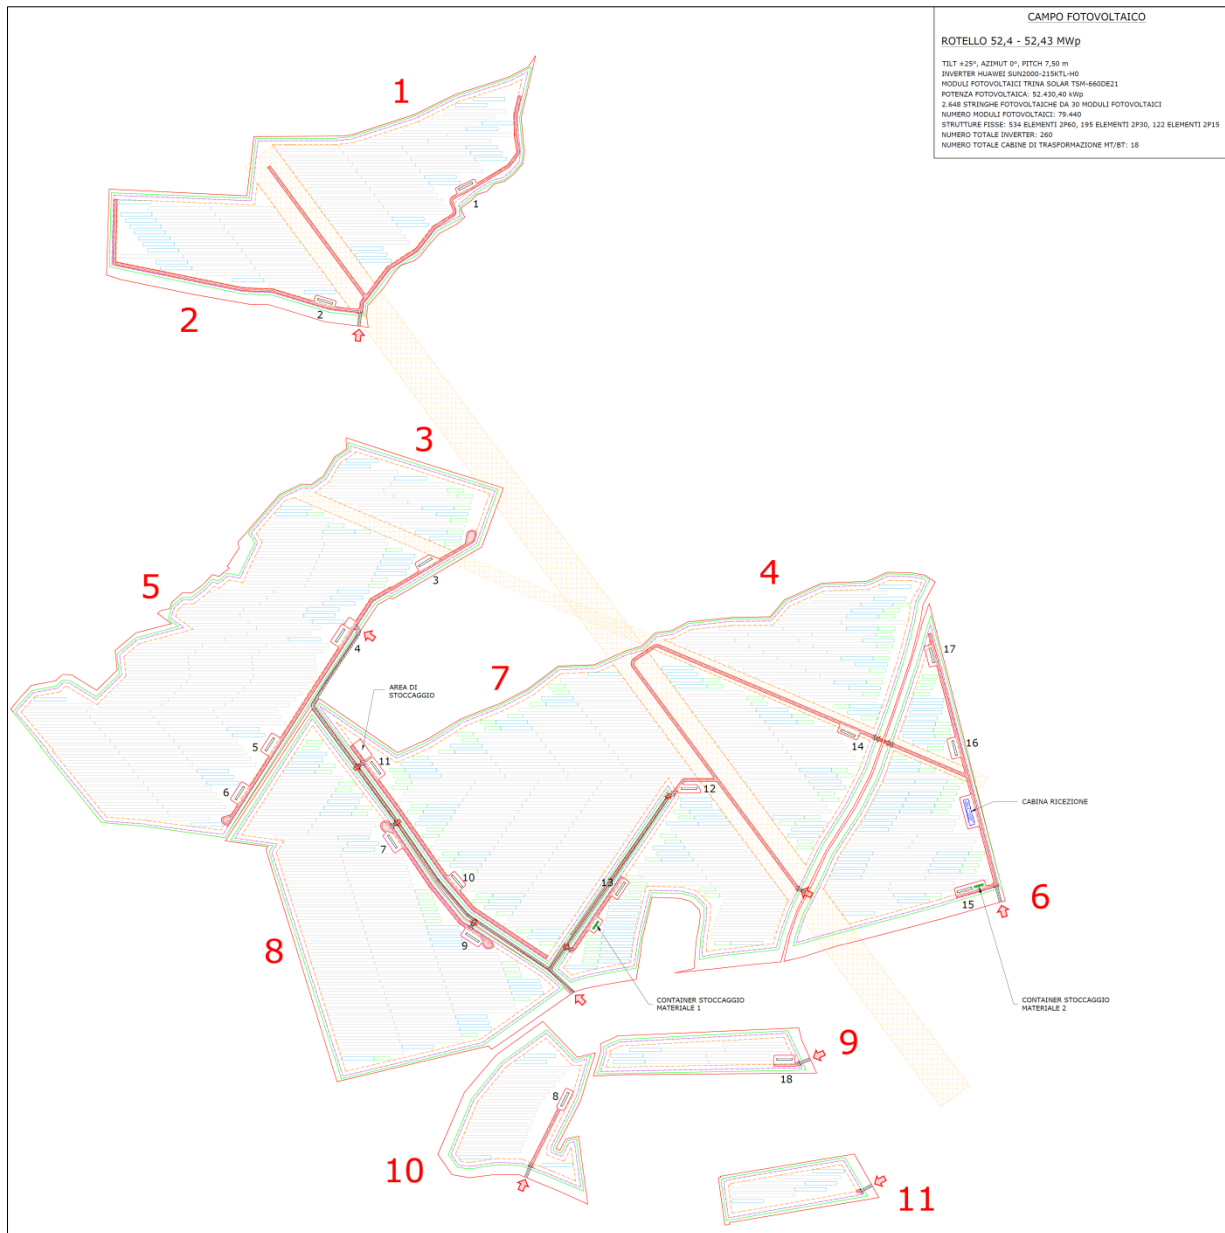 CAMPO FOTOVOLTAICO
ROTELLO 52,4 - 52,43 MWp
TILT ±25°, AZIMUT 0°, PITCH 7,50 m
INVERTER HUAWEI SUN2000-215KTL-H0
MODULI FOTOVOLTAICI TRINA SOLAR TSM-660DE21
POTENZA FOTOVOLTAICA: 52.430,40 kWp
2.648 STRINGHE FOTOVOLTAICHE DA 30 MODULI FOTOVOLTAICI
NUMERO MODULI FOTOVOLTAICI: 79.440
STRUTTURE FISSE: 534 ELEMENTI 2P60, 195 ELEMENTI 2P30, 122 ELEMENTI 2P15
NUMERO TOTALE INVERTER: 260
NUMERO TOTALE CABINE DI TRASFORMAZIONE MT/BT: 18
1
1
2
2
3
3
4
5
4
17
7
AREA DI
STOCCAGGIO
14
5
16
11
6
12
CABINA RICEZIONE
7
10
13
15
6
9
8
CONTAINER STOCCAGGIO
MATERIALE 1
CONTAINER STOCCAGGIO
MATERIALE 2
9
18
8
10
11